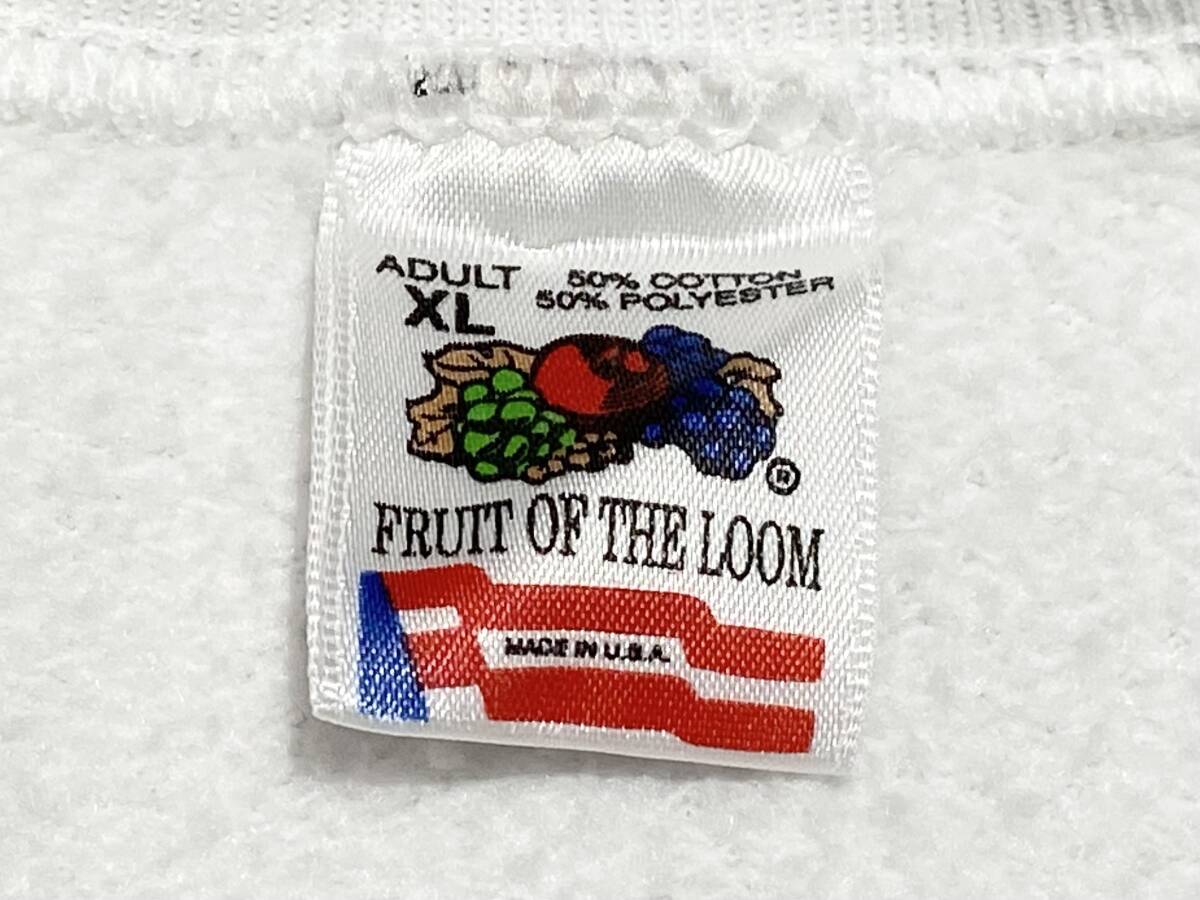 ADULT
XL
50% COTTON
50% POLYESTER
®
FRUIT OF THE LOOM
MADE IN U.S.A.